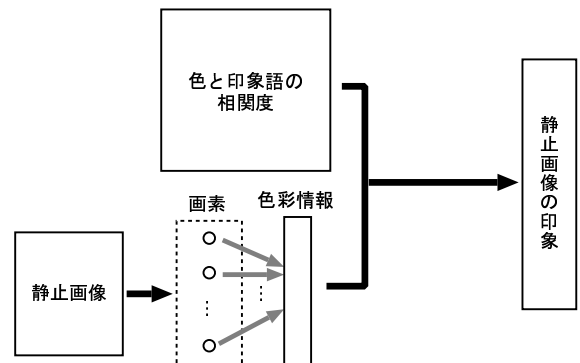 色と印象語の
相関度
画素
色彩情報
静止画像
静止画像の印象